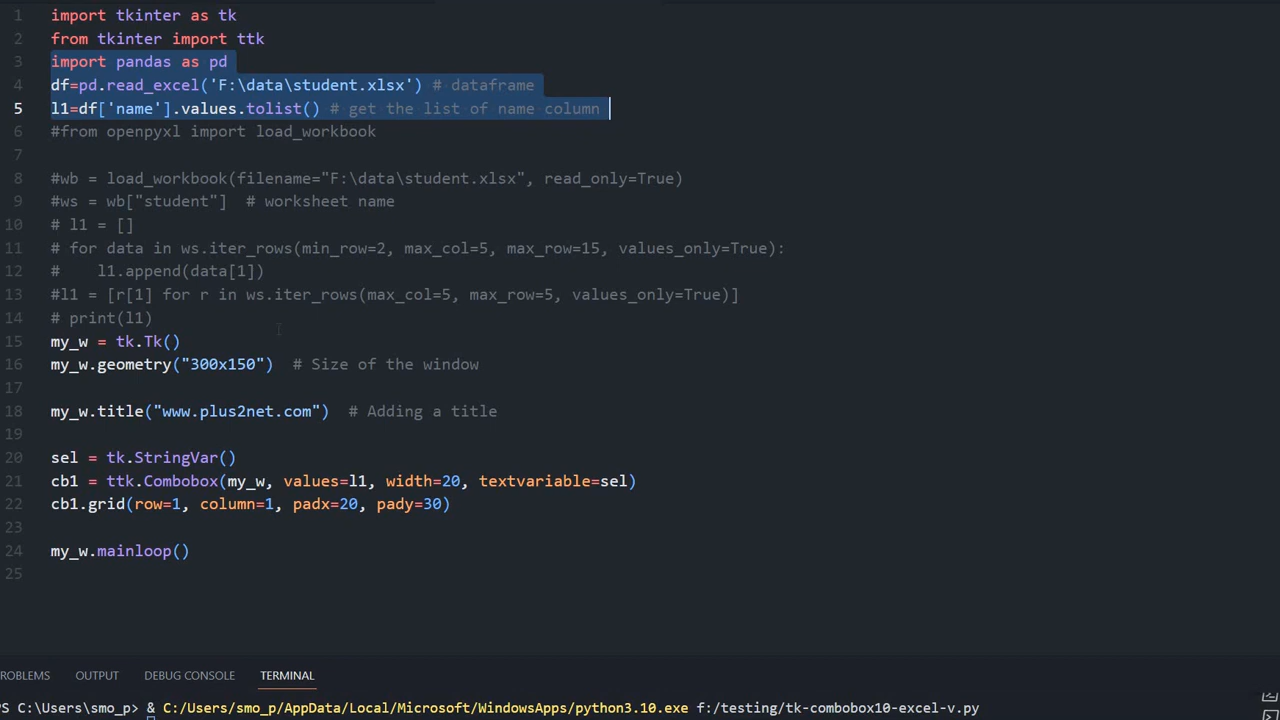 1 import tkinter as tk
2 from tkinter import ttk
3 import pandas as pd
4 df=pd.read_excel('F:\data\student.xlsx') # dataframe
5 l1=df['name'].values.tolist() # get the list of name column
6 #from openpyxl import load_workbook
7
8 #wb = load_workbook(filename="F:\data\student.xlsx", read_only=True)
9 #ws = wb["student"]  # worksheet name
10 # l1 = []
11 # for data in ws.iter_rows(min_row=2, max_col=5, max_row=15, values_only=True):
12 #    l1.append(data[1])
13 #l1 = [r[1] for r in ws.iter_rows(max_col=5, max_row=5, values_only=True)]
14 # print(l1)
15 my_w = tk.Tk()
16 my_w.geometry("300x150")  # Size of the window
17
18 my_w.title("www.plus2net.com")  # Adding a title
19
20 sel = tk.StringVar()
21 cb1 = ttk.Combobox(my_w, values=l1, width=20, textvariable=sel)
22 cb1.grid(row=1, column=1, padx=20, pady=30)
23
24 my_w.mainloop()
25
ROBLEMS OUTPUT DEBUG CONSOLE TERMINAL
PS C:\Users\smo_p> & C:/Users/smo_p/AppData/Local/Microsoft/WindowsApps/python3.10.exe f:/testing/tk-combobox10-excel-v.py